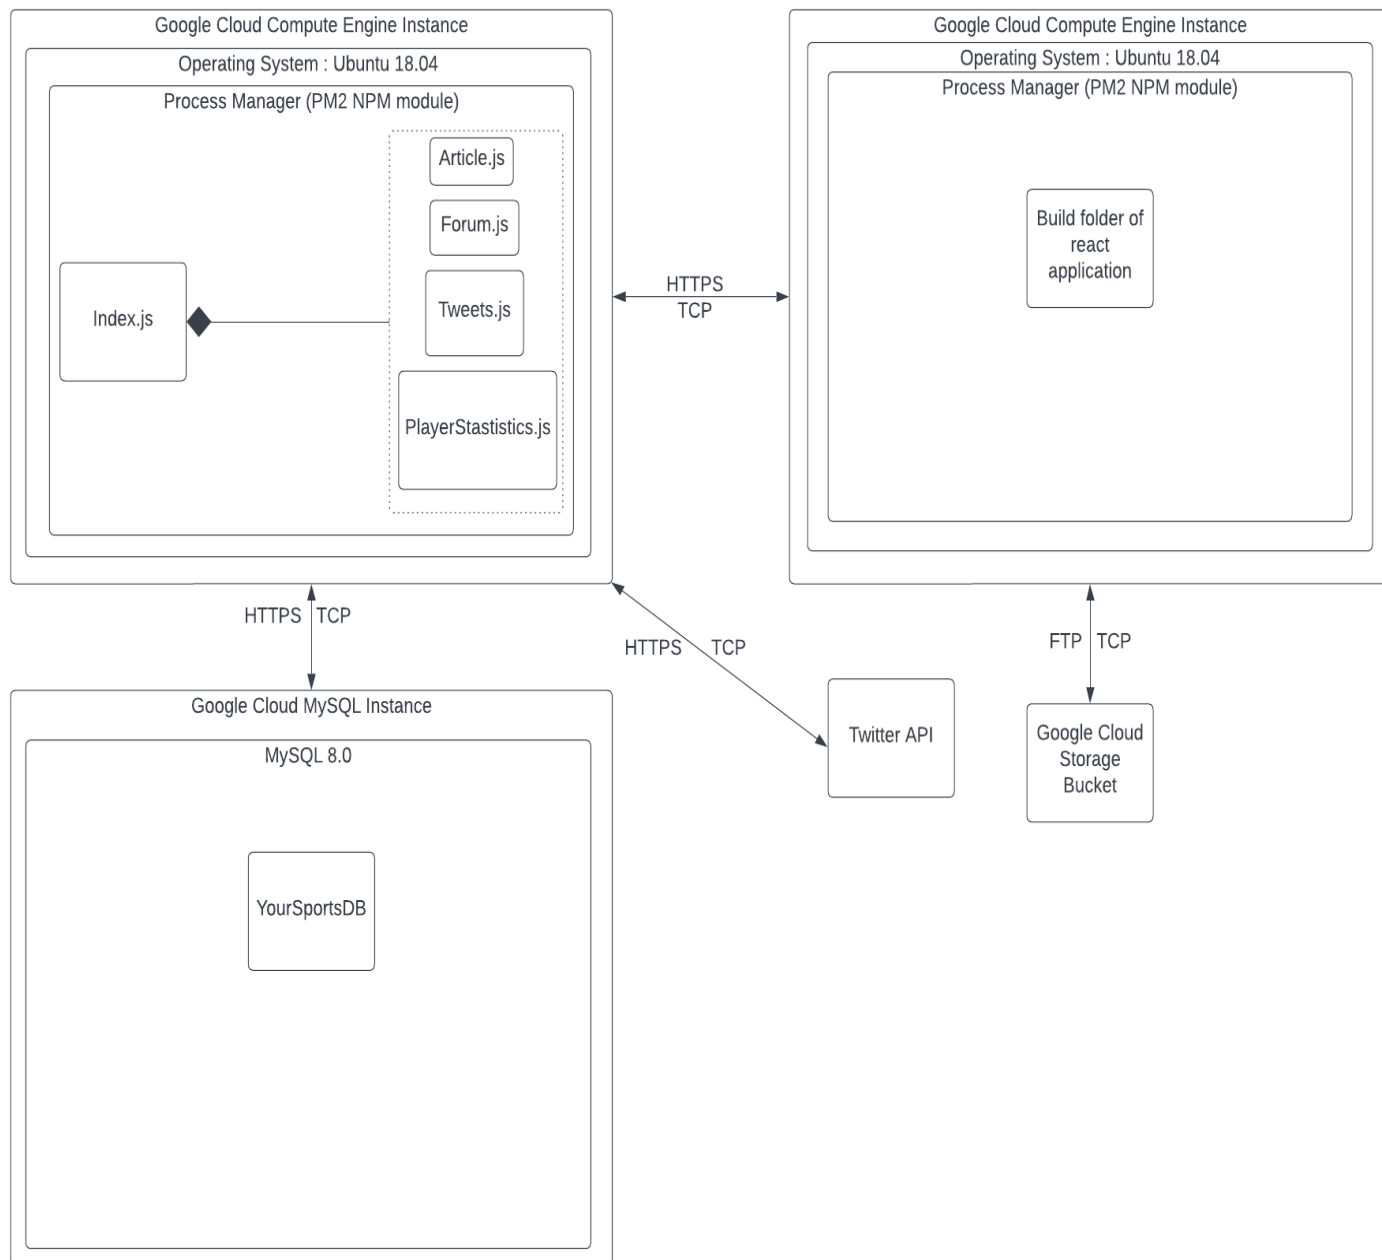 Google Cloud Compute Engine Instance
Operating System : Ubuntu 18.04
Process Manager (PM2 NPM module)
Article.js
Forum.js
Tweets.js
PlayerStastistics.js
Index.js
HTTPS
TCP
Google Cloud Compute Engine Instance
Operating System : Ubuntu 18.04
Process Manager (PM2 NPM module)
Build folder of
react
application
HTTPS TCP
HTTPS TCP
FTP TCP
Google Cloud MySQL Instance
MySQL 8.0
YourSportsDB
Twitter API
Google Cloud
Storage
Bucket